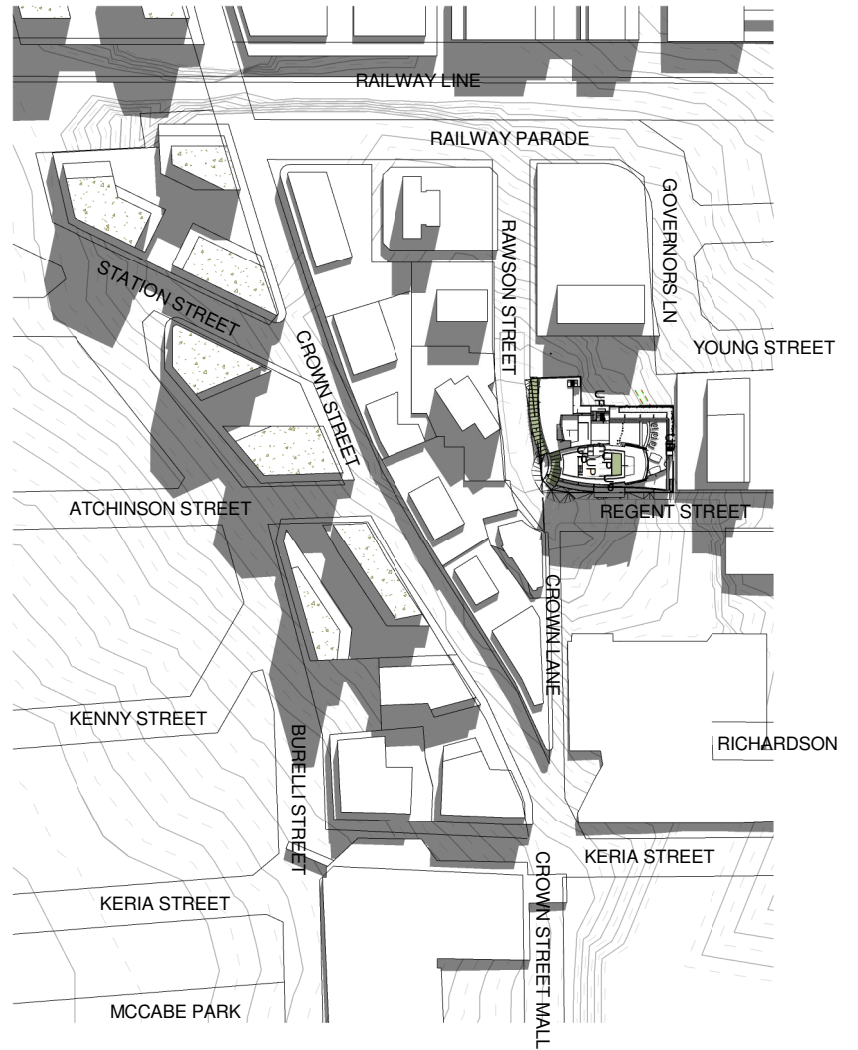 RAILWAY LINE
RAILWAY PARADE
GOVERNORS LN
RAWSON STREET
STATION STREET
CROWN STREET
YOUNG STREET
UP
ATCHINSON STREET
REGENT STREET
CROWN LANE
KENNY STREET
BURELLI STREET
RICHARDSON
KERIA STREET
CROWN STREET MALL
KERIA STREET
MCCABE PARK